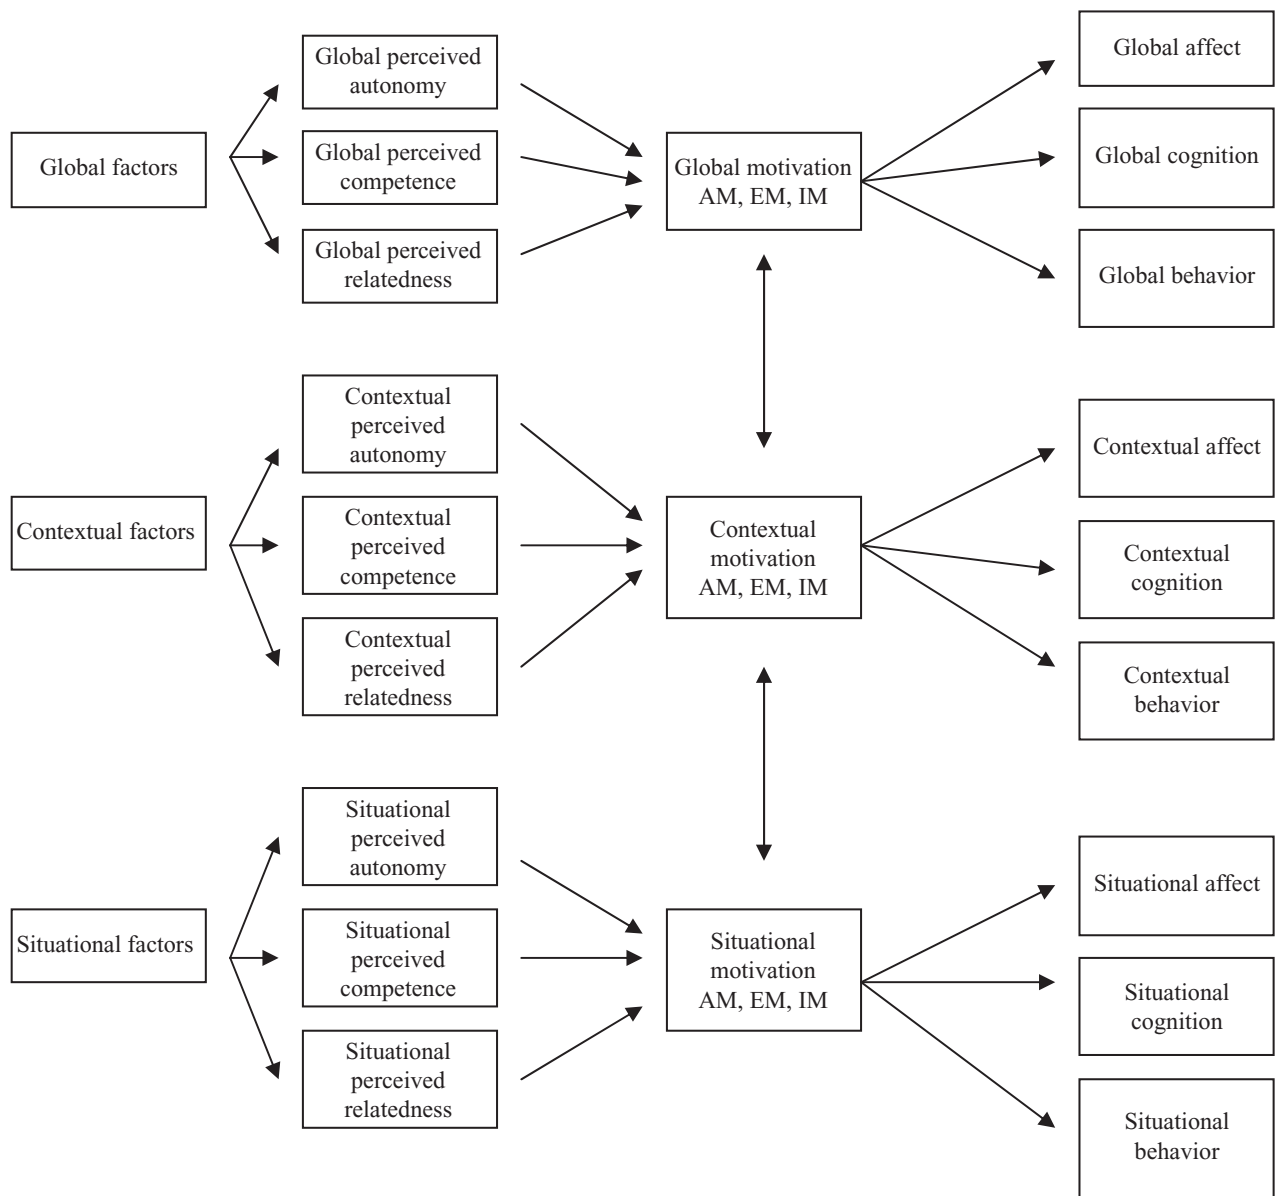 Global factors
Global perceived
autonomy
Global perceived
competence
Global perceived
relatedness
Global motivation
AM, EM, IM
Global affect
Global cognition
Global behavior
Contextual factors
Contextual
perceived
autonomy
Contextual
perceived
competence
Contextual
perceived
relatedness
Contextual
motivation
AM, EM, IM
Contextual affect
Contextual
cognition
Contextual
behavior
Situational factors
Situational
perceived
autonomy
Situational
perceived
competence
Situational
perceived
relatedness
Situational
motivation
AM, EM, IM
Situational affect
Situational
cognition
Situational
behavior